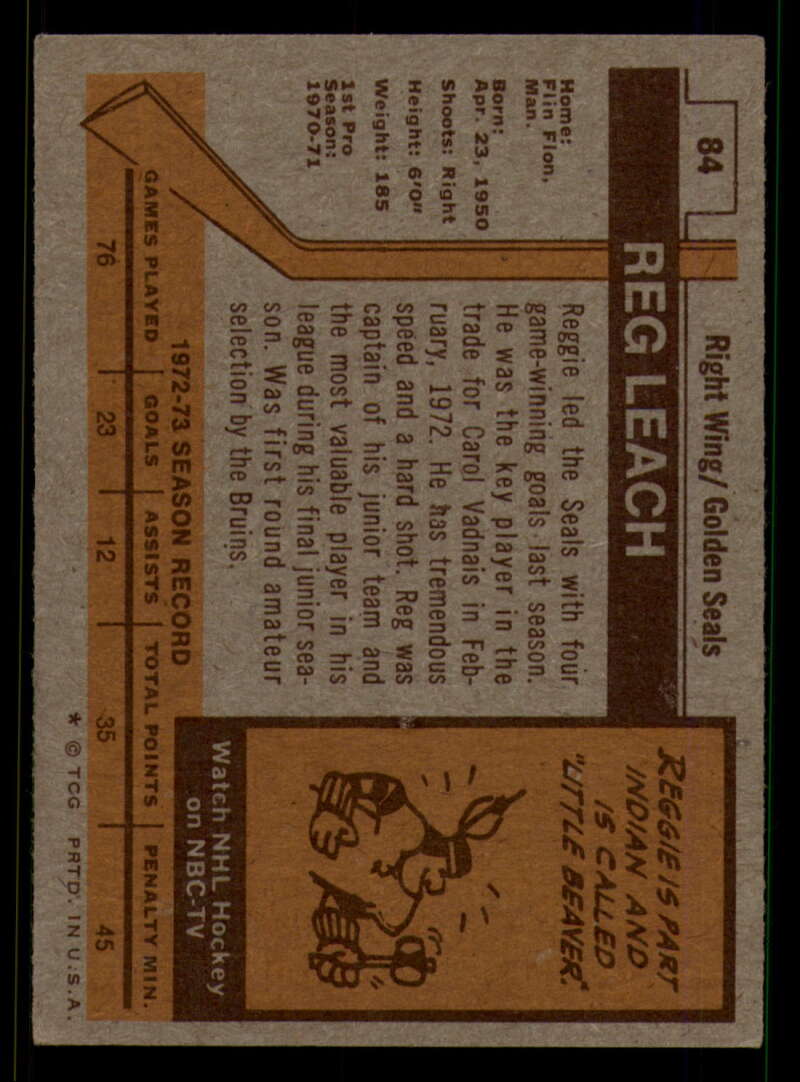 84
Right Wing/ Golden Seals
REG LEACH
Home:
Flin Flon,
Man.
Born:
Apr. 23, 1950
Shoots: Right
Height: 6'0"
Weight: 185
1st Pro
Season:
1970-71
Reggie led the Seals with four
game-winning goals last season.
He was the key player in the
trade for Carol Vadnais in Feb-
ruary, 1972. He has tremendous
speed and a hard shot. Reg was
captain of his junior team and
the most valuable player in his
league during his final junior sea-
son. Was first round amateur
selection by the Bruins.
REGGIE IS PART
INDIAN AND
IS CALLED
"LITTLE BEAVER."
Watch NHL Hockey
on NBC-TV
1972-73 SEASON RECORD
GAMES PLAYED GOALS ASSISTS TOTAL POINTS PENALTY MIN.
76 23 12 35 45
* © TCG PRTD. IN U.S.A.